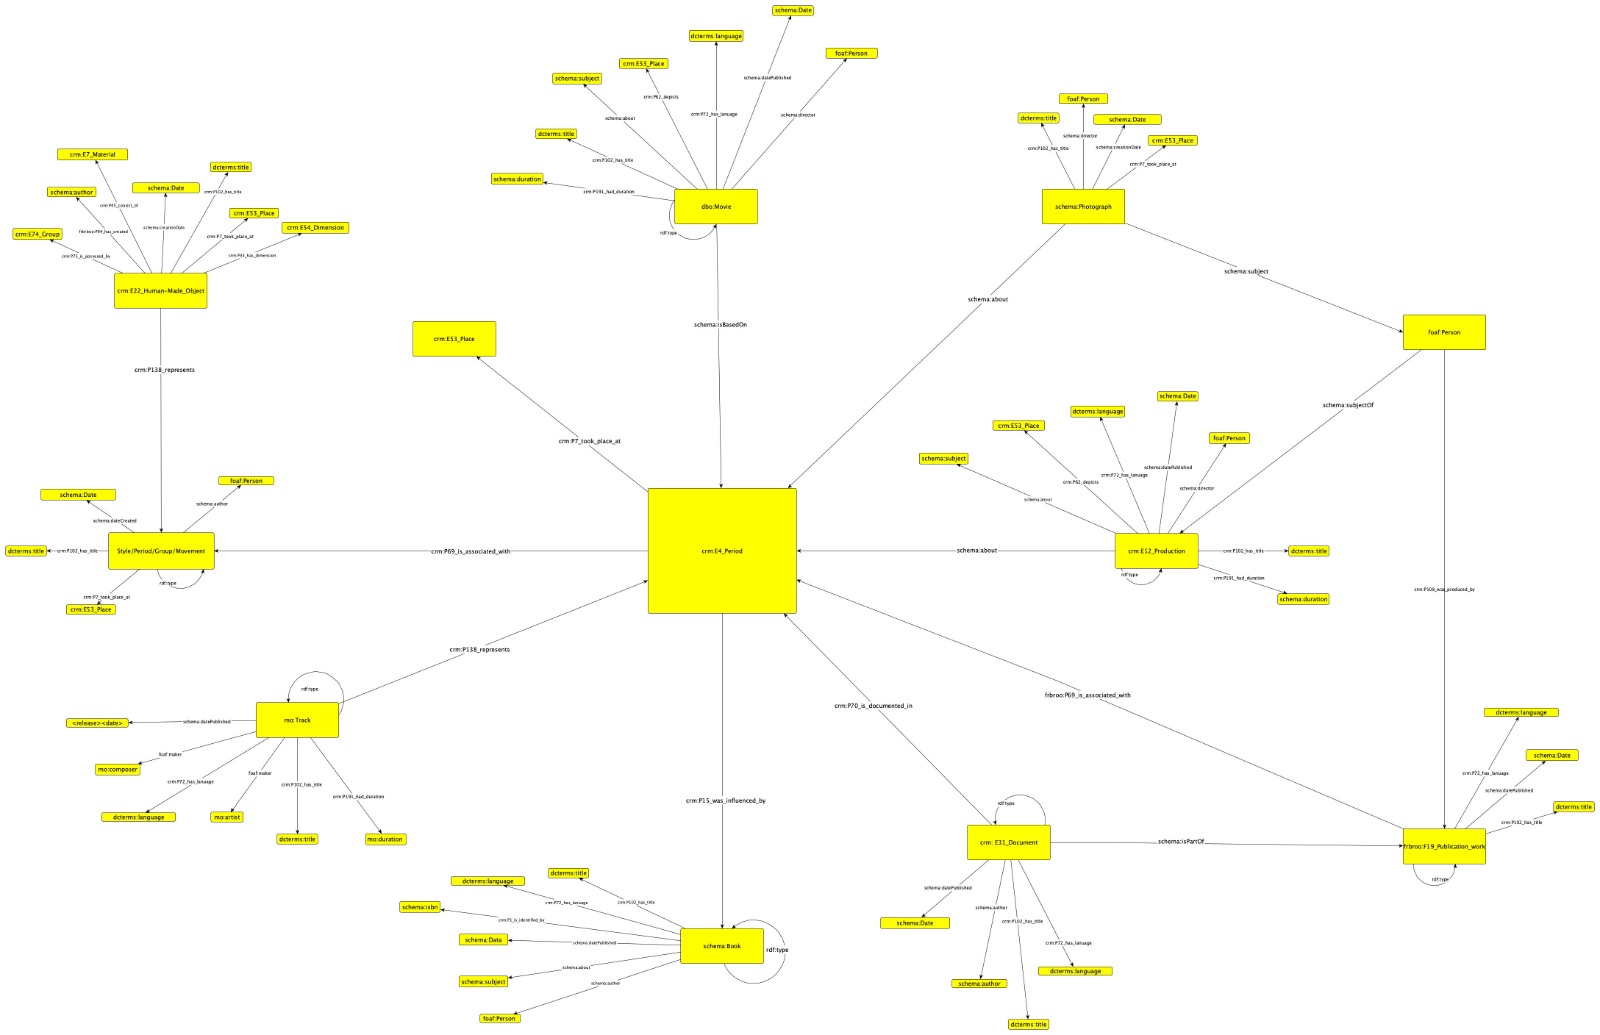 schema:Date
dcterms:language
foaf:Person
crm:E53_Place
schema:subject
schema:datePublished
crm:P62_depicts
crm:P72_has_lanuage
schema:director
schema:about
dcterms:title
crm:P102_has_title
schema:duration
crm:P191_had_duration
dbo:Movie
rdf:type
schema:isBasedOn
foaf:Person
dcterms:title
schema:Date
crm:E53_Place
schema:director
crm:P102_has_title
schema:creationDate
crm:P7_took_place_at
schema:Photograph
schema:subject
schema:about
foaf:Person
schema:subjectOf
crm:P108_was_produced_by
crm:E7_Material
dcterms:title
schema:Date
schema:author
crm:E53_Place
crm:E54_Dimension
crm:E74_Group
crm:P45_consist_of
crm:P102_has_title
schema:creationDate
crm:P7_took_place_at
crm:E22_Human-Made_Object
crm:P138_represents
crm:E53_Place
crm:P7_took_place_at
schema:Date
dcterms:language
crm:E53_Place
foaf:Person
schema:subject
schema:datePublished
crm:P72_has_lanuage
crm:P62_depicts
schema:director
schema:about
crm:E12_Production
rdf:type
crm:P102_has_title
dcterms:title
crm:P191_had_duration
schema:duration
schema:about
crm:E4_Period
crm:P69_is_associated_with
foaf:Person
schema:Date
schema:author
schema:dateCreated
dcterms:title
crm:P102_has_title
Style/Period/Group/Movement
rdf:type
crm:P7_took_place_at
crm:E53_Place
crm:P138_represents
rdf:type
mo:Track
<release><date>
schema:datePublished
foaf:maker
mo:composer
crm:P72_has_lanuage
foaf:maker
crm:P102_has_title
crm:P191_had_duration
dcterms:language
mo:artist
dcterms:title
mo:duration
crm:P15_was_influenced_by
crm:P70_is_documented_in
frbroo:P69_is_associated_with
dcterms:title
dcterms:language
schema:isbn
crm:P102_has_title
crm:P72_has_lanuage
crm:P1_is_identified_by
schema:Data
schema:datePublished
schema:Book
rdf:type
schema:about
schema:subject
schema:author
foaf:Person
rdf:type
crm: E31_Document
schema:isPartOf
schema:datePublished
schema:author
crm:P102_has_title
crm:P72_has_lanuage
schema:Date
dcterms:language
schema:author
dcterms:title
dcterms:language
schema:Date
crm:P72_has_lanuage
schema:datePublished
dcterms:title
crm:P102_has_title
frbroo:F19_Publication_work
rdf:type